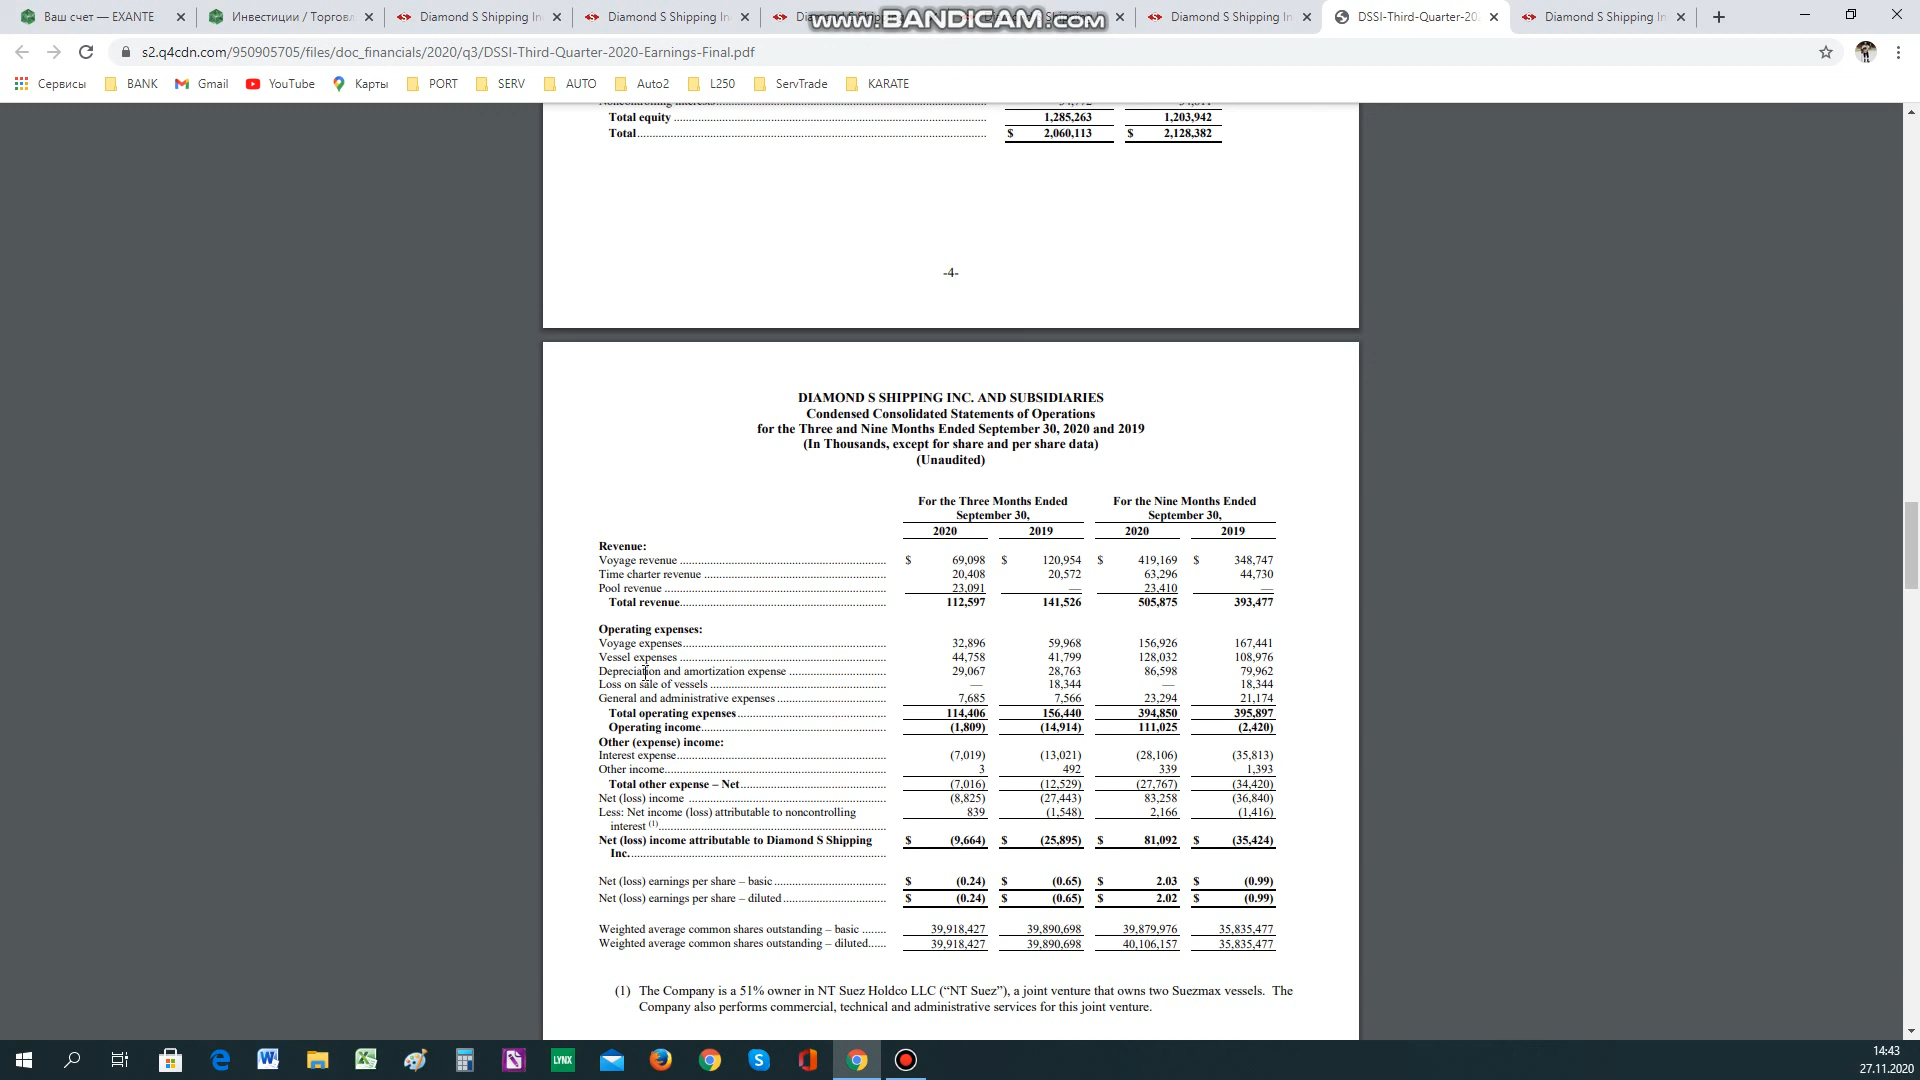 Ваш счет — EXANTE
Инвестиции / Торговл
Diamond S Shipping In
Diamond S Shipping In
Diamond S Shipping In
DSSI-Third-Quarter-20
Diamond S Shipping In
www.BANDICAM.com
s2.q4cdn.com/950905705/files/doc_financials/2020/q3/DSSI-Third-Quarter-2020-Earnings-Final.pdf
Сервисы BANK Gmail YouTube Карты PORT SERV AUTO Auto2 L250 ServTrade KARATE
Total equity 1,285,263 1,203,942
Total $ 2,060,113 $ 2,128,382
-4-
DIAMOND S SHIPPING INC. AND SUBSIDIARIES
Condensed Consolidated Statements of Operations
for the Three and Nine Months Ended September 30, 2020 and 2019
(In Thousands, except for share and per share data)
(Unaudited)
For the Three Months Ended For the Nine Months Ended
September 30, September 30,
2020 2019 2020 2019
Revenue:
Voyage revenue $ 69,098 $ 120,954 $ 419,169 $ 348,747
Time charter revenue 20,408 20,572 63,296 44,730
Pool revenue 23,091 — 23,410 —
Total revenue 112,597 141,526 505,875 393,477
Operating expenses:
Voyage expenses 32,896 59,968 156,926 167,441
Vessel expenses 44,758 41,799 128,032 108,976
Depreciation and amortization expense 29,067 28,763 86,598 79,962
Loss on sale of vessels — 18,344 — 18,344
General and administrative expenses 7,685 7,566 23,294 21,174
Total operating expenses 114,406 156,440 394,850 395,897
Operating income (1,809) (14,914) 111,025 (2,420)
Other (expense) income:
Interest expense (7,019) (13,021) (28,106) (35,813)
Other income 3 492 339 1,393
Total other expense – Net (7,016) (12,529) (27,767) (34,420)
Net (loss) income (8,825) (27,443) 83,258 (36,840)
Less: Net income (loss) attributable to noncontrolling 839 (1,548) 2,166 (1,416)
interest (1)
Net (loss) income attributable to Diamond S Shipping $ (9,664) $ (25,895) $ 81,092 $ (35,424)
Inc.
Net (loss) earnings per share – basic $ (0.24) $ (0.65) $ 2.03 $ (0.99)
Net (loss) earnings per share – diluted $ (0.24) $ (0.65) $ 2.02 $ (0.99)
Weighted average common shares outstanding – basic 39,918,427 39,890,698 39,879,976 35,835,477
Weighted average common shares outstanding – diluted 39,918,427 39,890,698 40,106,157 35,835,477
(1) The Company is a 51% owner in NT Suez Holdco LLC (“NT Suez”), a joint venture that owns two Suezmax vessels. The
Company also performs commercial, technical and administrative services for this joint venture.
LYNX
14:43
27.11.2020